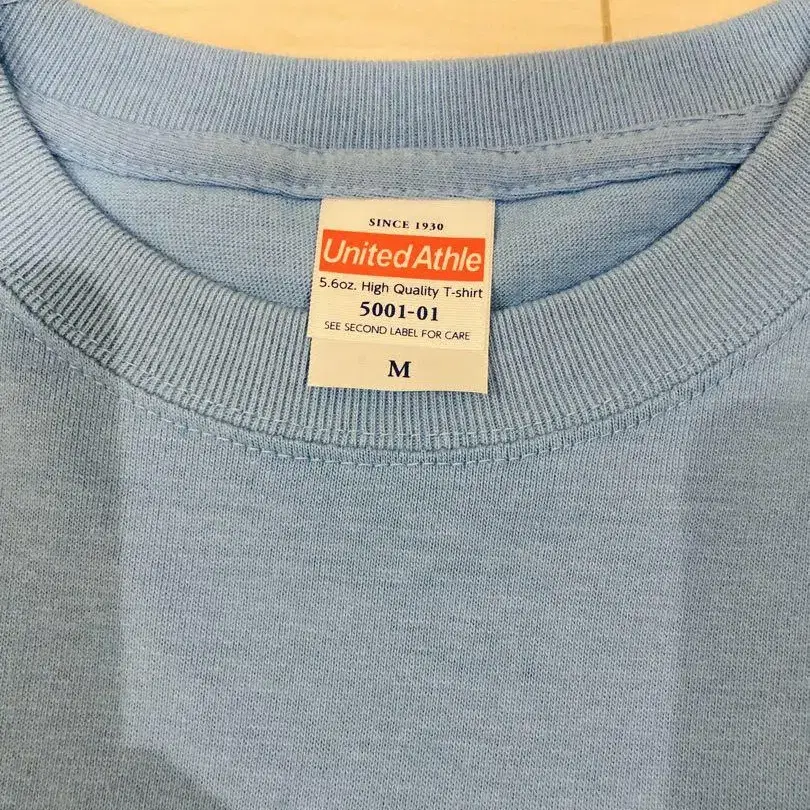 SINCE 1930
United Athle
5.6oz. High Quality T-shirt
5001-01
SEE SECOND LABEL FOR CARE
M